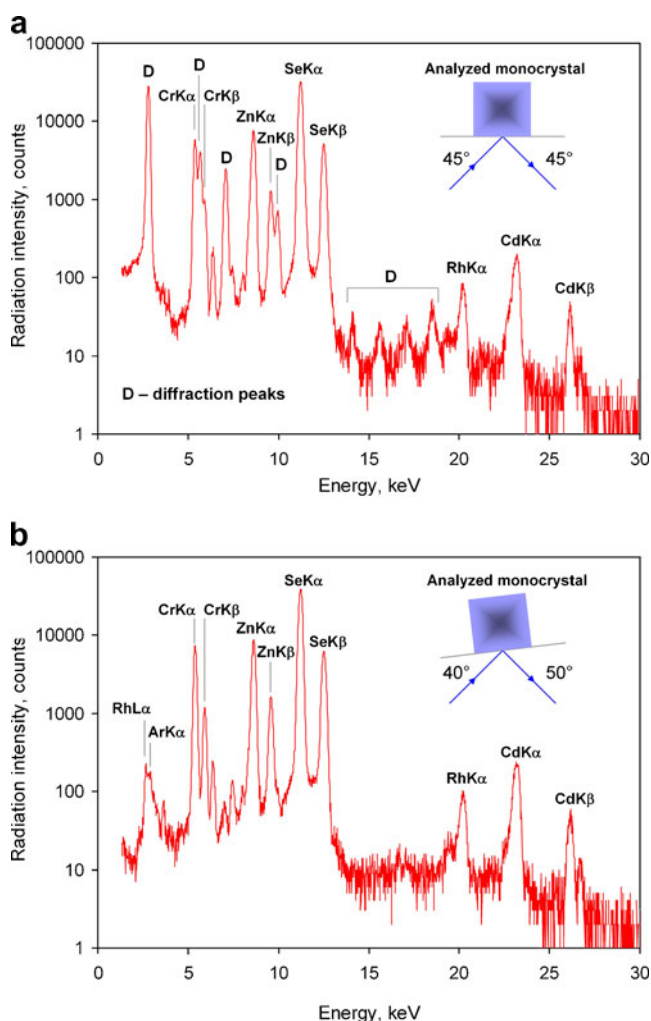 a
100000
10000
1000
100
10
1
Radiation intensity, counts
D
D
CrKα
CrKβ
D
ZnKα
ZnKβ
D
SeKα
SeKβ
Analyzed monocrystal
45°
45°
D
RhKα
CdKα
CdKβ
D – diffraction peaks
0
5
10
15
20
25
30
Energy, keV
b
100000
10000
1000
100
10
1
Radiation intensity, counts
RhLα
ArKα
CrKα
CrKβ
ZnKα
ZnKβ
SeKα
SeKβ
Analyzed monocrystal
40°
50°
RhKα
CdKα
CdKβ
0
5
10
15
20
25
30
Energy, keV